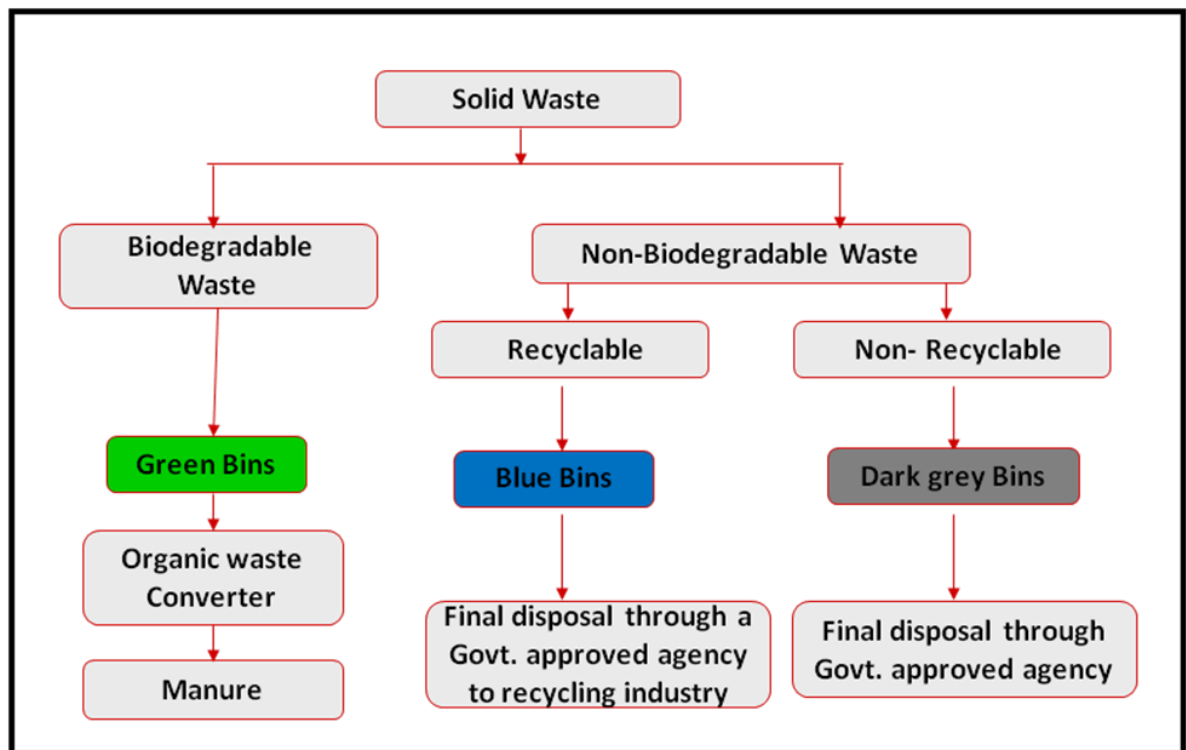 Solid Waste
Biodegradable
Waste
Non-Biodegradable Waste
Recyclable
Non- Recyclable
Green Bins
Blue Bins
Dark grey Bins
Organic waste
Converter
Final disposal through a
Govt. approved agency
to recycling industry
Final disposal through
Govt. approved agency
Manure